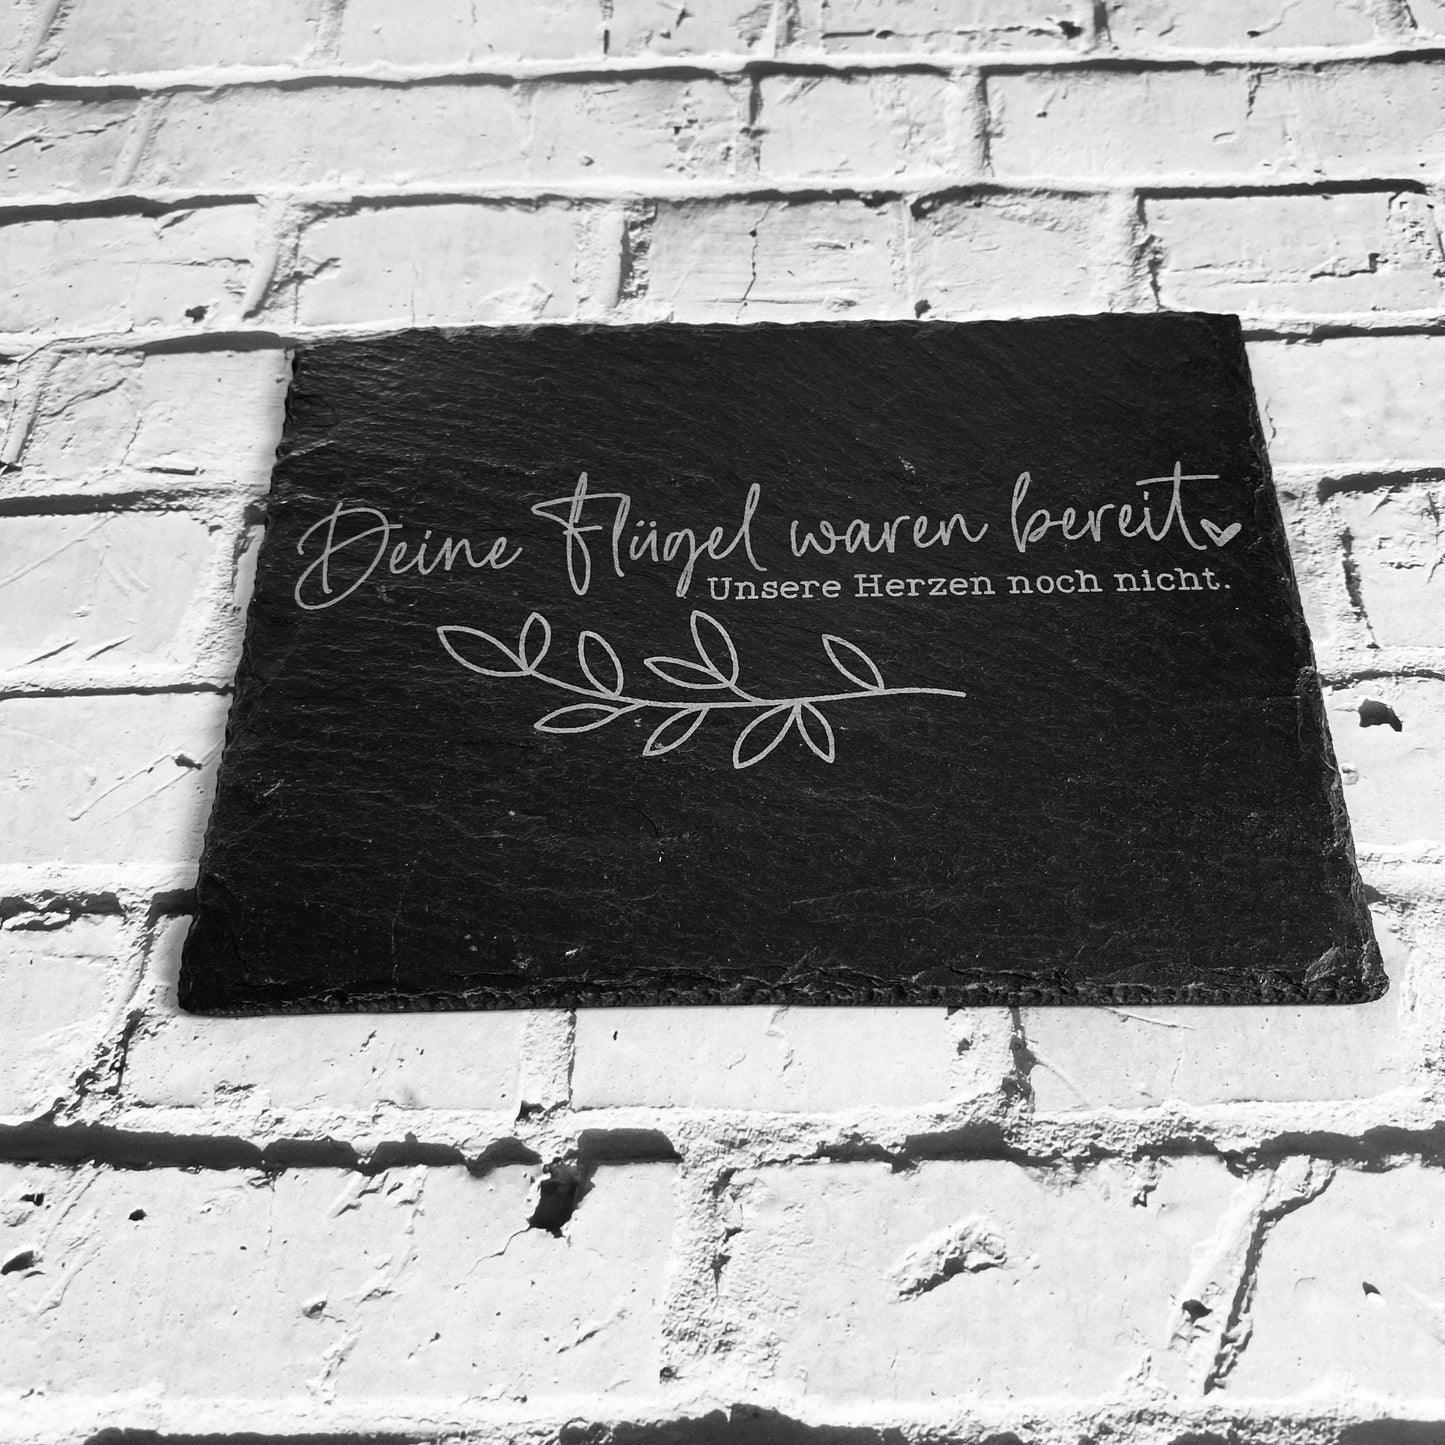 Deine Flügel waren bereit
Unsere Herzen noch nicht.